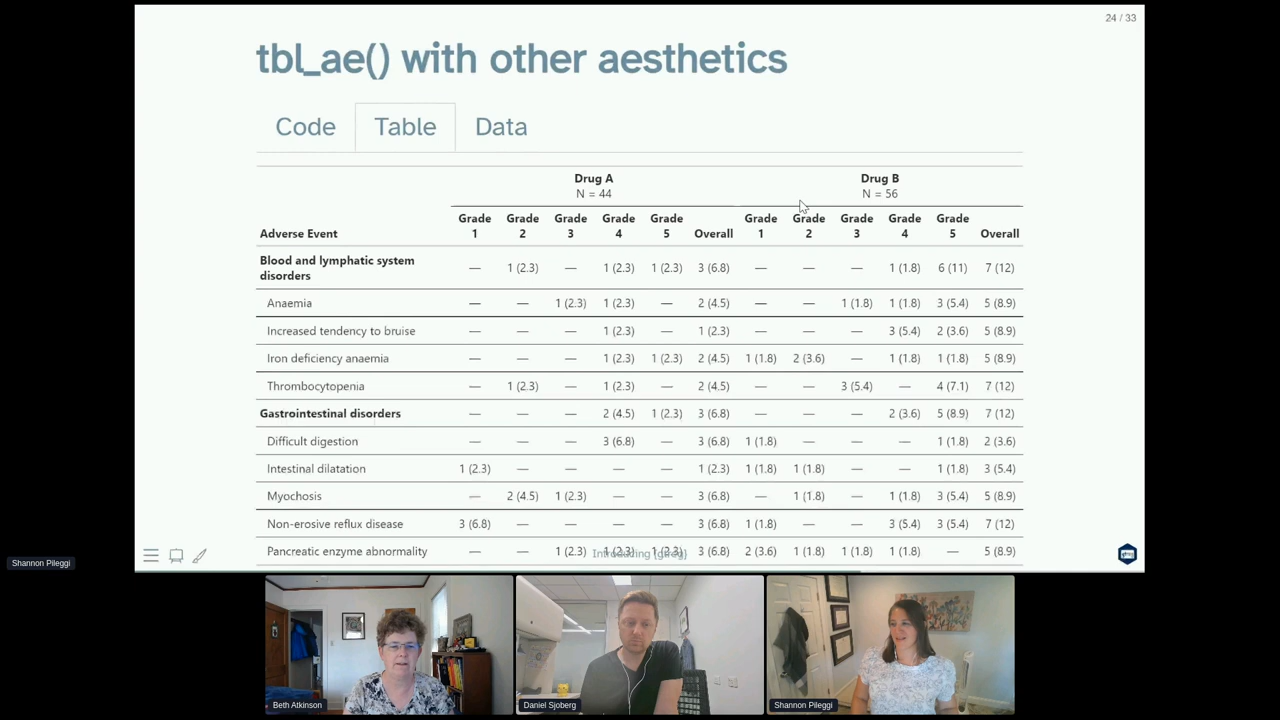 24 / 33
tbl_ae() with other aesthetics
Code Table Data
Drug A Drug B
N = 44 N = 56
Adverse Event Grade 1 Grade 2 Grade 3 Grade 4 Grade 5 Overall Grade 1 Grade 2 Grade 3 Grade 4 Grade 5 Overall
Blood and lymphatic system disorders — 1 (2.3) — 1 (2.3) 1 (2.3) 3 (6.8) — — — 1 (1.8) 6 (11) 7 (12)
Anaemia — — 1 (2.3) 1 (2.3) — 2 (4.5) — — 1 (1.8) 1 (1.8) 3 (5.4) 5 (8.9)
Increased tendency to bruise — — — 1 (2.3) — 1 (2.3) — — — 3 (5.4) 2 (3.6) 5 (8.9)
Iron deficiency anaemia — — — 1 (2.3) 1 (2.3) 2 (4.5) 1 (1.8) 2 (3.6) — 1 (1.8) 1 (1.8) 5 (8.9)
Thrombocytopenia — 1 (2.3) — 1 (2.3) — 2 (4.5) — — 3 (5.4) — 4 (7.1) 7 (12)
Gastrointestinal disorders — — — 2 (4.5) 1 (2.3) 3 (6.8) — — — 2 (3.6) 5 (8.9) 7 (12)
Difficult digestion — — — 3 (6.8) — 3 (6.8) 1 (1.8) — — — 1 (1.8) 2 (3.6)
Intestinal dilatation 1 (2.3) — — — — 1 (2.3) 1 (1.8) 1 (1.8) — — 1 (1.8) 3 (5.4)
Myochosis — 2 (4.5) 1 (2.3) — — 3 (6.8) — 1 (1.8) — 1 (1.8) 3 (5.4) 5 (8.9)
Non-erosive reflux disease 3 (6.8) — — — — 3 (6.8) 1 (1.8) — — 3 (5.4) 3 (5.4) 7 (12)
Pancreatic enzyme abnormality — — 1 (2.3) 1 (2.3) 1 (2.3) 3 (6.8) 2 (3.6) 1 (1.8) 1 (1.8) 1 (1.8) — 5 (8.9)
Introducing {gtreg}
Shannon Pileggi
Beth Atkinson
Daniel Sjoberg
Shannon Pileggi